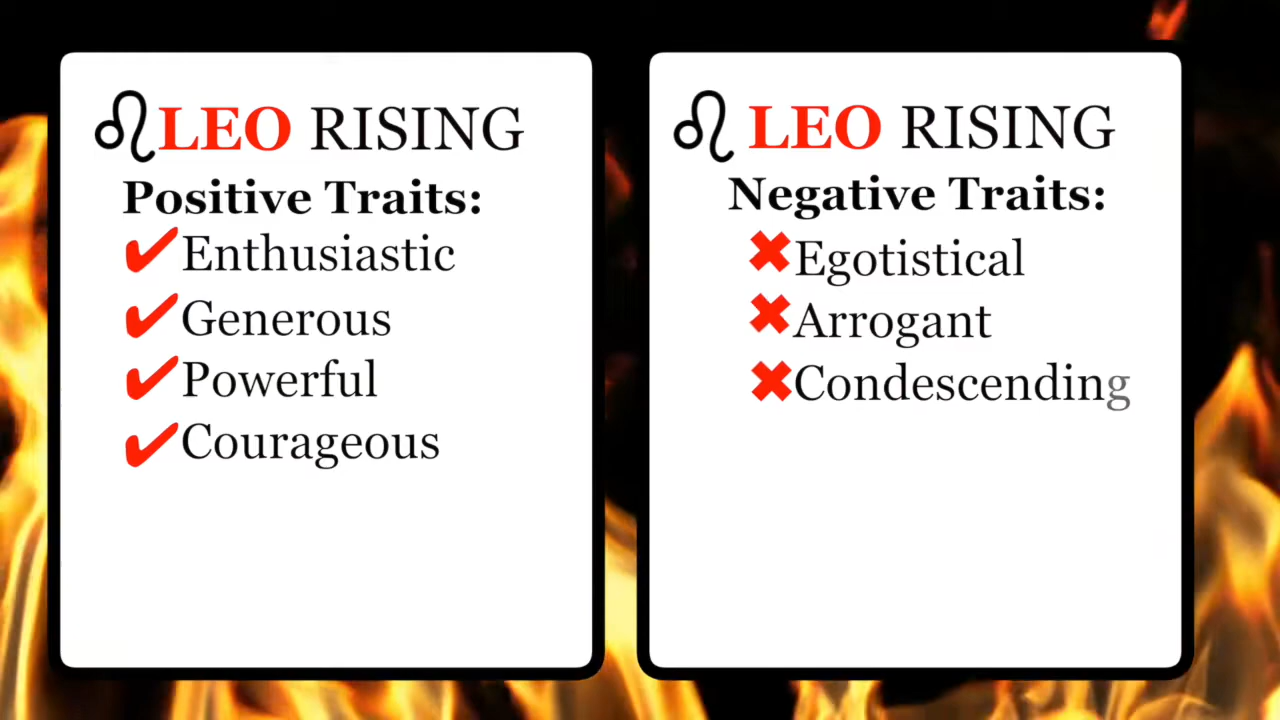 ♌LEO RISING
Positive Traits:
✔Enthusiastic
✔Generous
✔Powerful
✔Courageous
♌ LEO RISING
Negative Traits:
✖Egotistical
✖Arrogant
✖Condescending